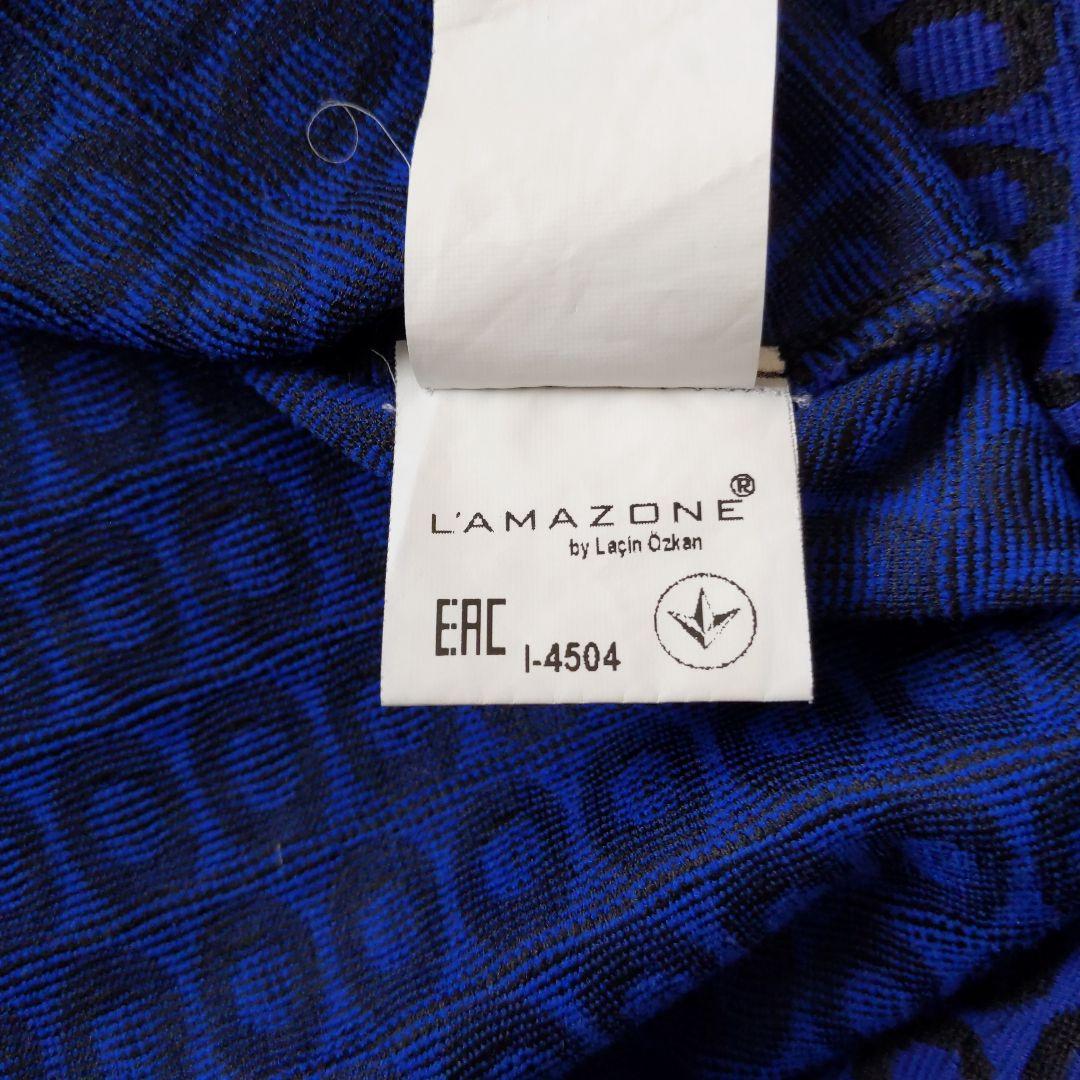 L'AMAZONE®
by Laçin Özkan
EAC I-4504